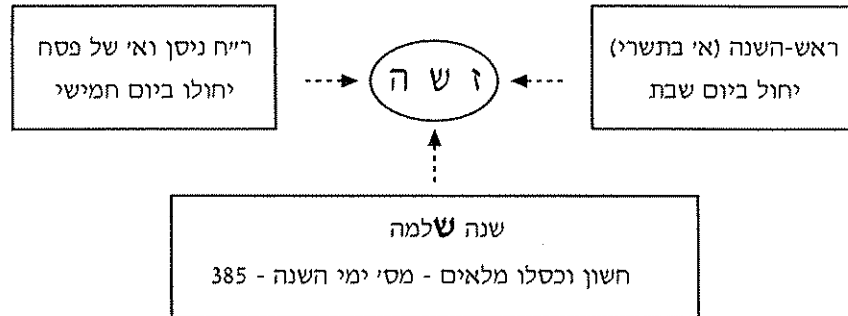 ראש-השנה (א׳ בתשרי)
יחול ביום שבת
ז ש ה
ר״ח ניסן וא׳ של פסח
יחולו ביום חמישי
שנה שלמה
חשון וכסלו מלאים - מס׳ ימי השנה - 385